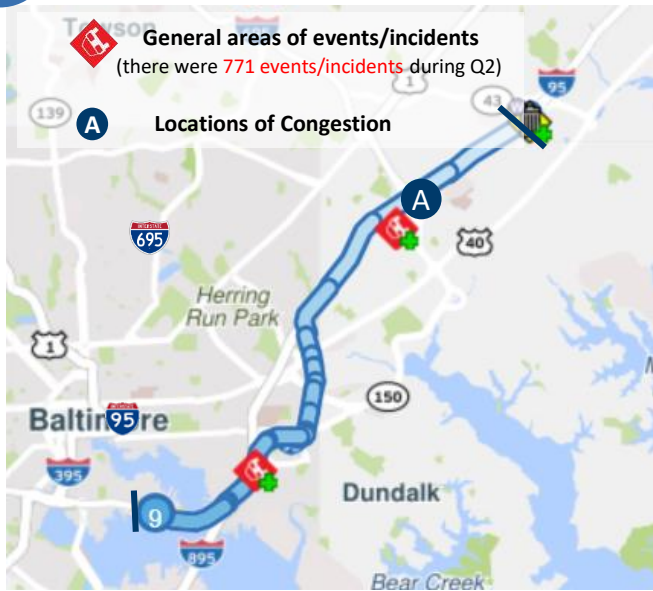 Towson
General areas of events/incidents
(there were 771 events/incidents during Q2)
A Locations of Congestion
1
139
43
95
A
INTERSTATE
695
40
Herring
Run Park
1
150
Baltimore
95
395
Dundalk
9
895
Bear Creek